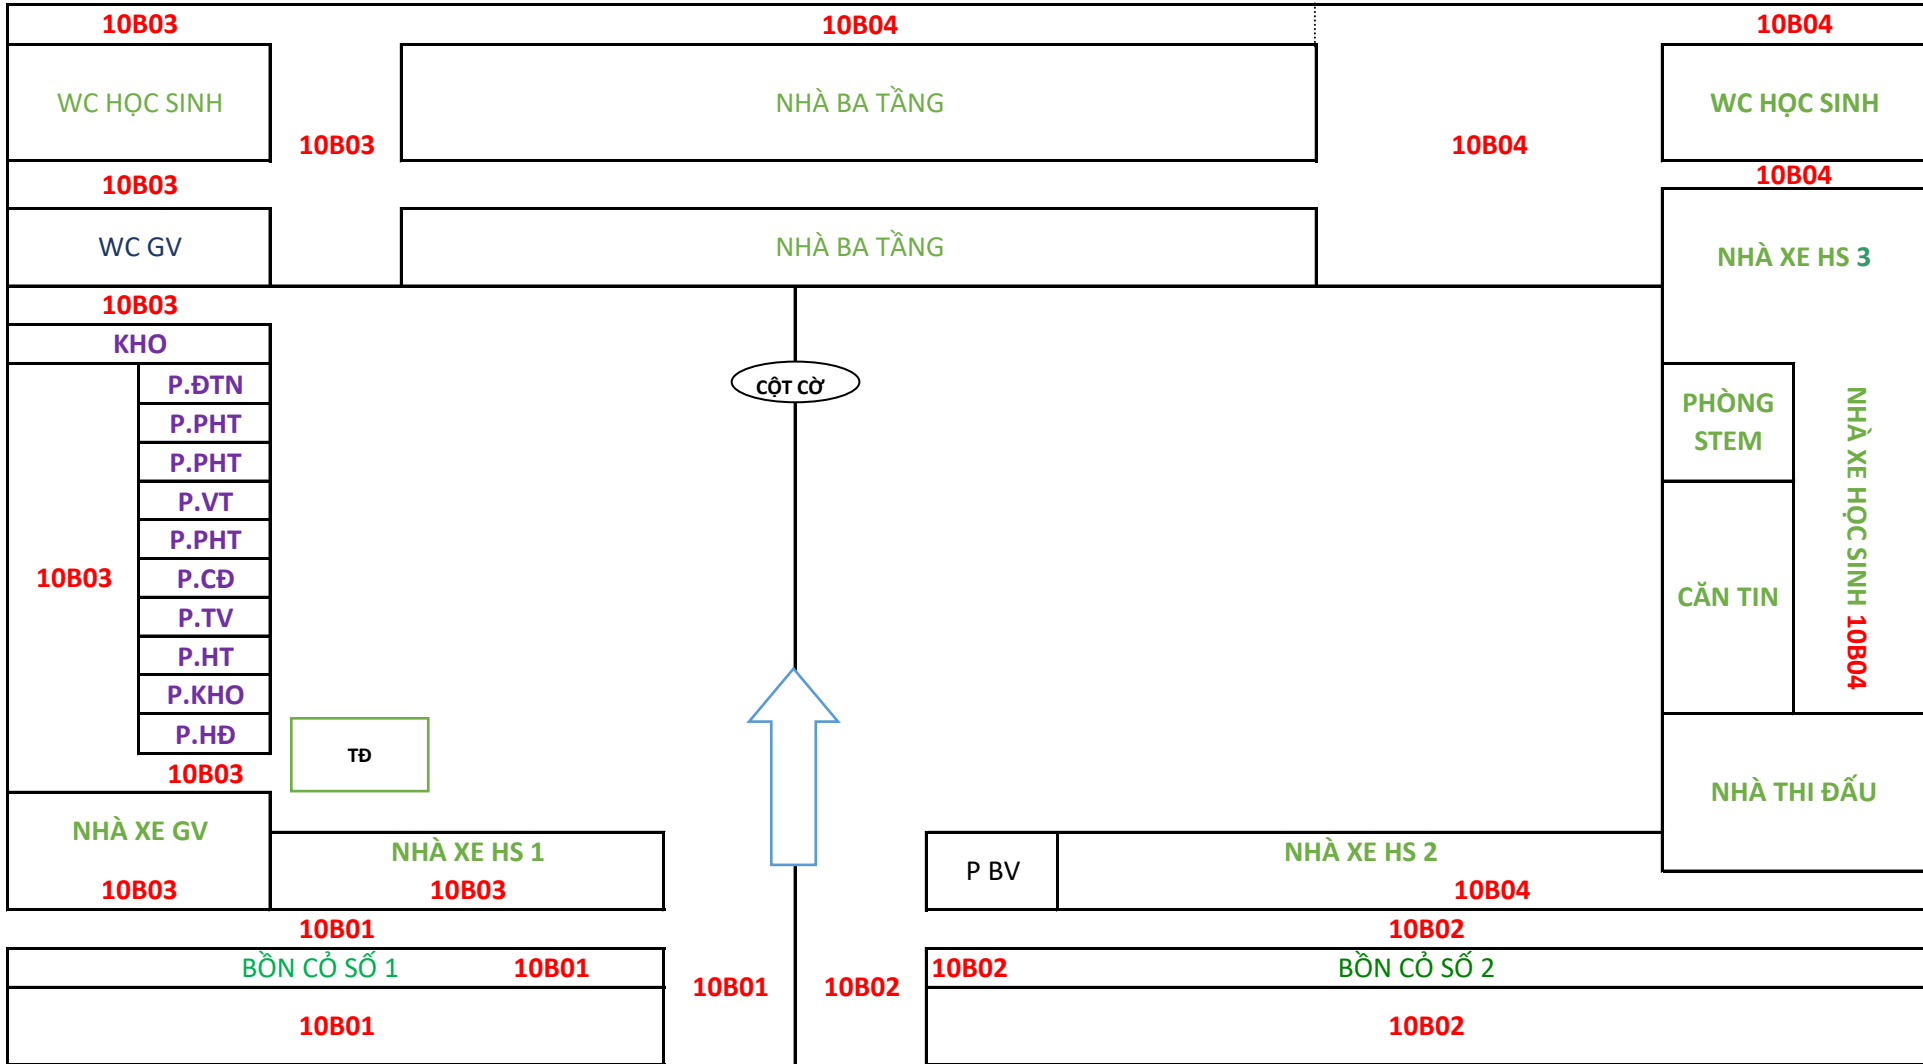 10B03
10B04
10B04
WC HỌC SINH
NHÀ BA TẦNG
WC HỌC SINH
10B03
10B04
10B03
10B04
WC GV
NHÀ BA TẦNG
NHÀ XE HS 3
10B03
KHO
P.ĐTN
CỘT CỜ
PHÒNG
STEM
P.PHT
P.PHT
P.VT
P.PHT
10B03
P.CĐ
CĂN TIN
NHÀ XE HỌC SINH 10B04
P.TV
P.HT
P.KHO
P.HĐ
TĐ
10B03
NHÀ THI ĐẤU
NHÀ XE GV
10B03
NHÀ XE HS 1
10B03
P BV
NHÀ XE HS 2
10B04
10B01
10B02
BỒN CỎ SỐ 1 10B01
10B01
10B02
10B02 BỒN CỎ SỐ 2
10B01
10B02